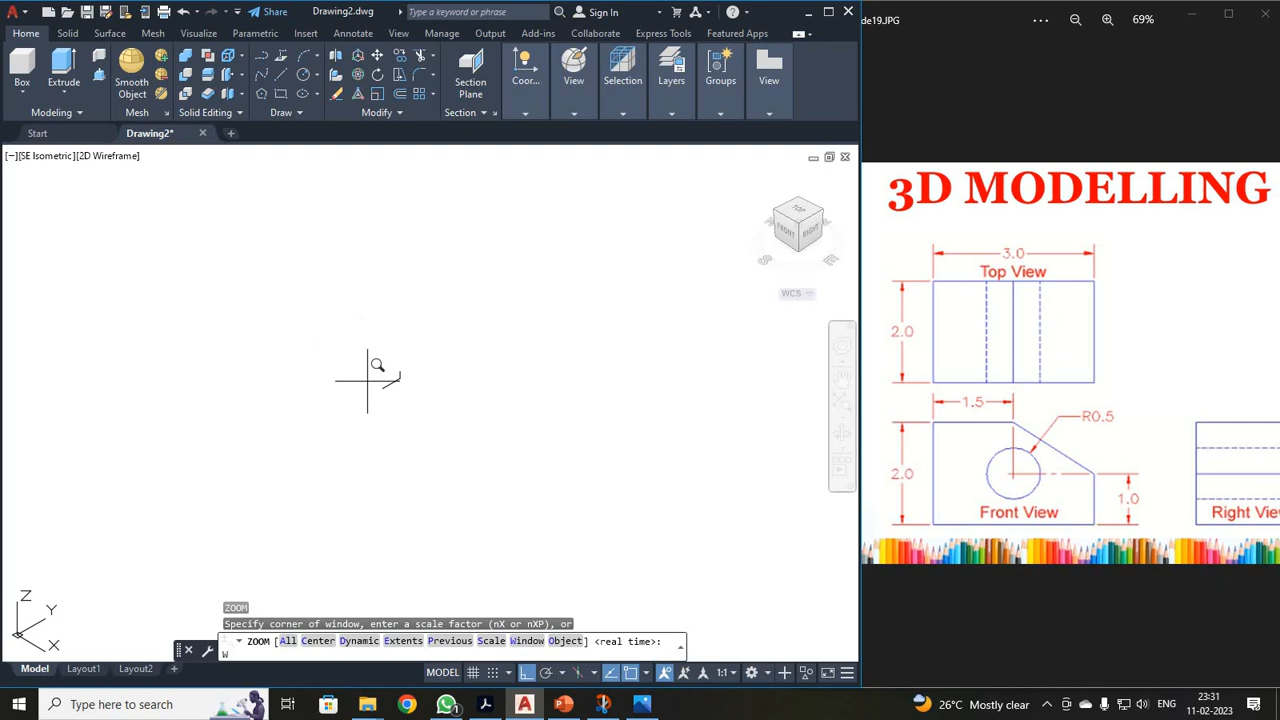 Share
Drawing2.dwg
Type a keyword or phrase
Sign In
de19.JPG
69%
Home
Solid
Surface
Mesh
Visualize
Parametric
Insert
Annotate
View
Manage
Output
Add-ins
Collaborate
Express Tools
Featured Apps
Box
Extrude
Smooth
Object
Section
Plane
Coor...
View
Selection
Layers
Groups
View
Modeling
Mesh
Solid Editing
Draw
Modify
Section
Start
Drawing2*
[−][SE Isometric][2D Wireframe]
TOP
FRONT
RIGHT
S
E
WCS
3D MODELLING
3.0
Top View
2.0
1.5
R0.5
2.0
1.0
Front View
Right Vie
Z
Y
X
ZOOM
Specify corner of window, enter a scale factor (nX or nXP), or
ZOOM [All Center Dynamic Extents Previous Scale Window Object] <real time>:
W
Model
Layout1
Layout2
MODEL
1:1
Type here to search
1
26°C Mostly clear
ENG
23:31
11-02-2023